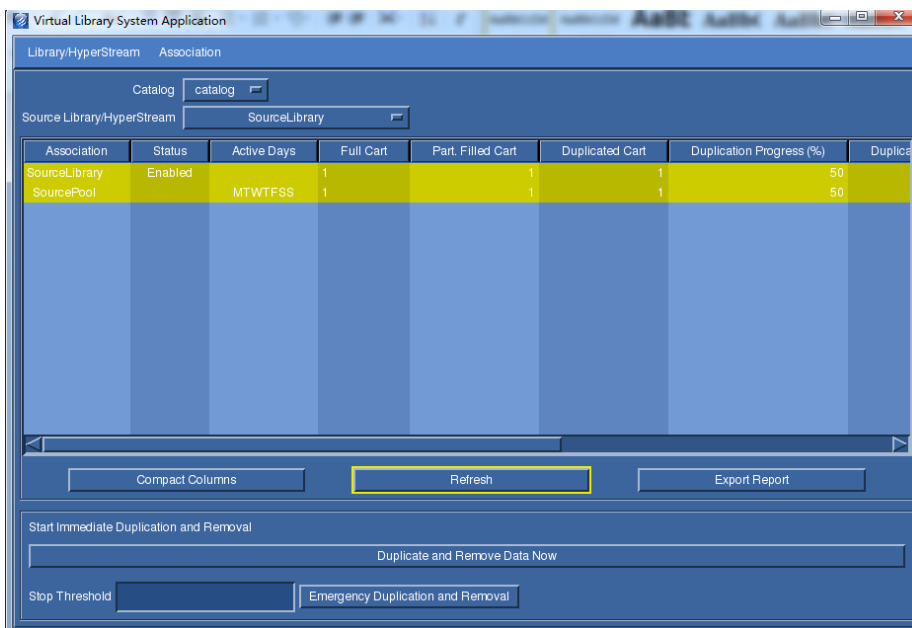 Virtual Library System Application
Library/HyperStream Association
Catalog catalog
Source Library/HyperStream SourceLibrary
Association Status Active Days Full Cart Part. Filled Cart Duplicated Cart Duplication Progress (%) Duplica
SourceLibrary Enabled 1 1 1 50
SourcePool MTWTFSS 1 1 1 50
Compact Columns Refresh Export Report
Start Immediate Duplication and Removal
Duplicate and Remove Data Now
Stop Threshold Emergency Duplication and Removal